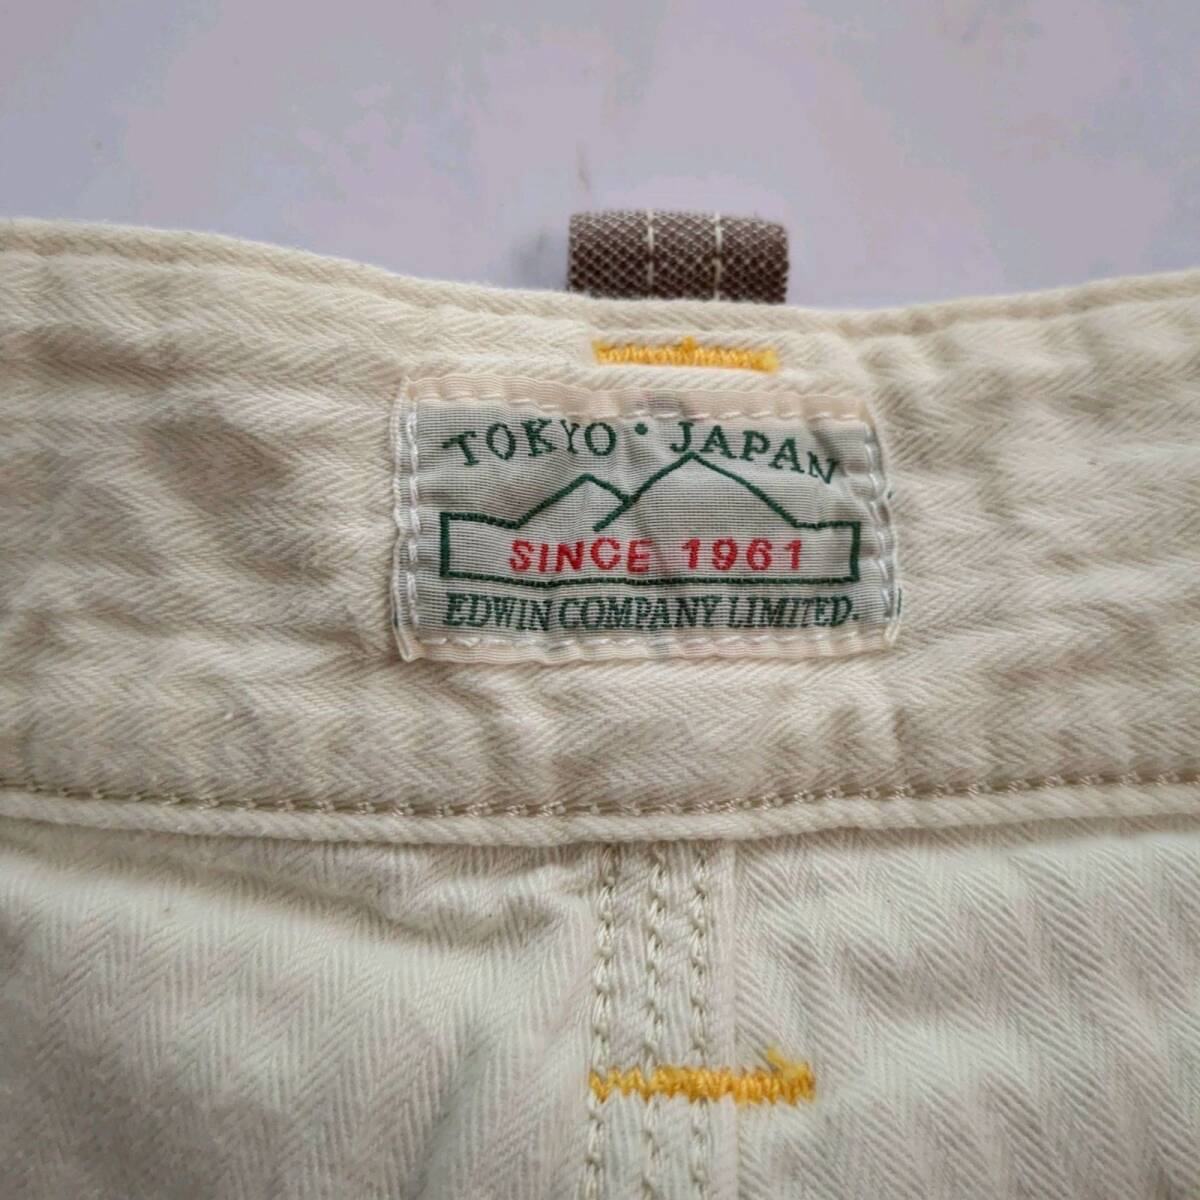 TOKYO・JAPAN
SINCE 1961
EDWIN COMPANY LIMITED.